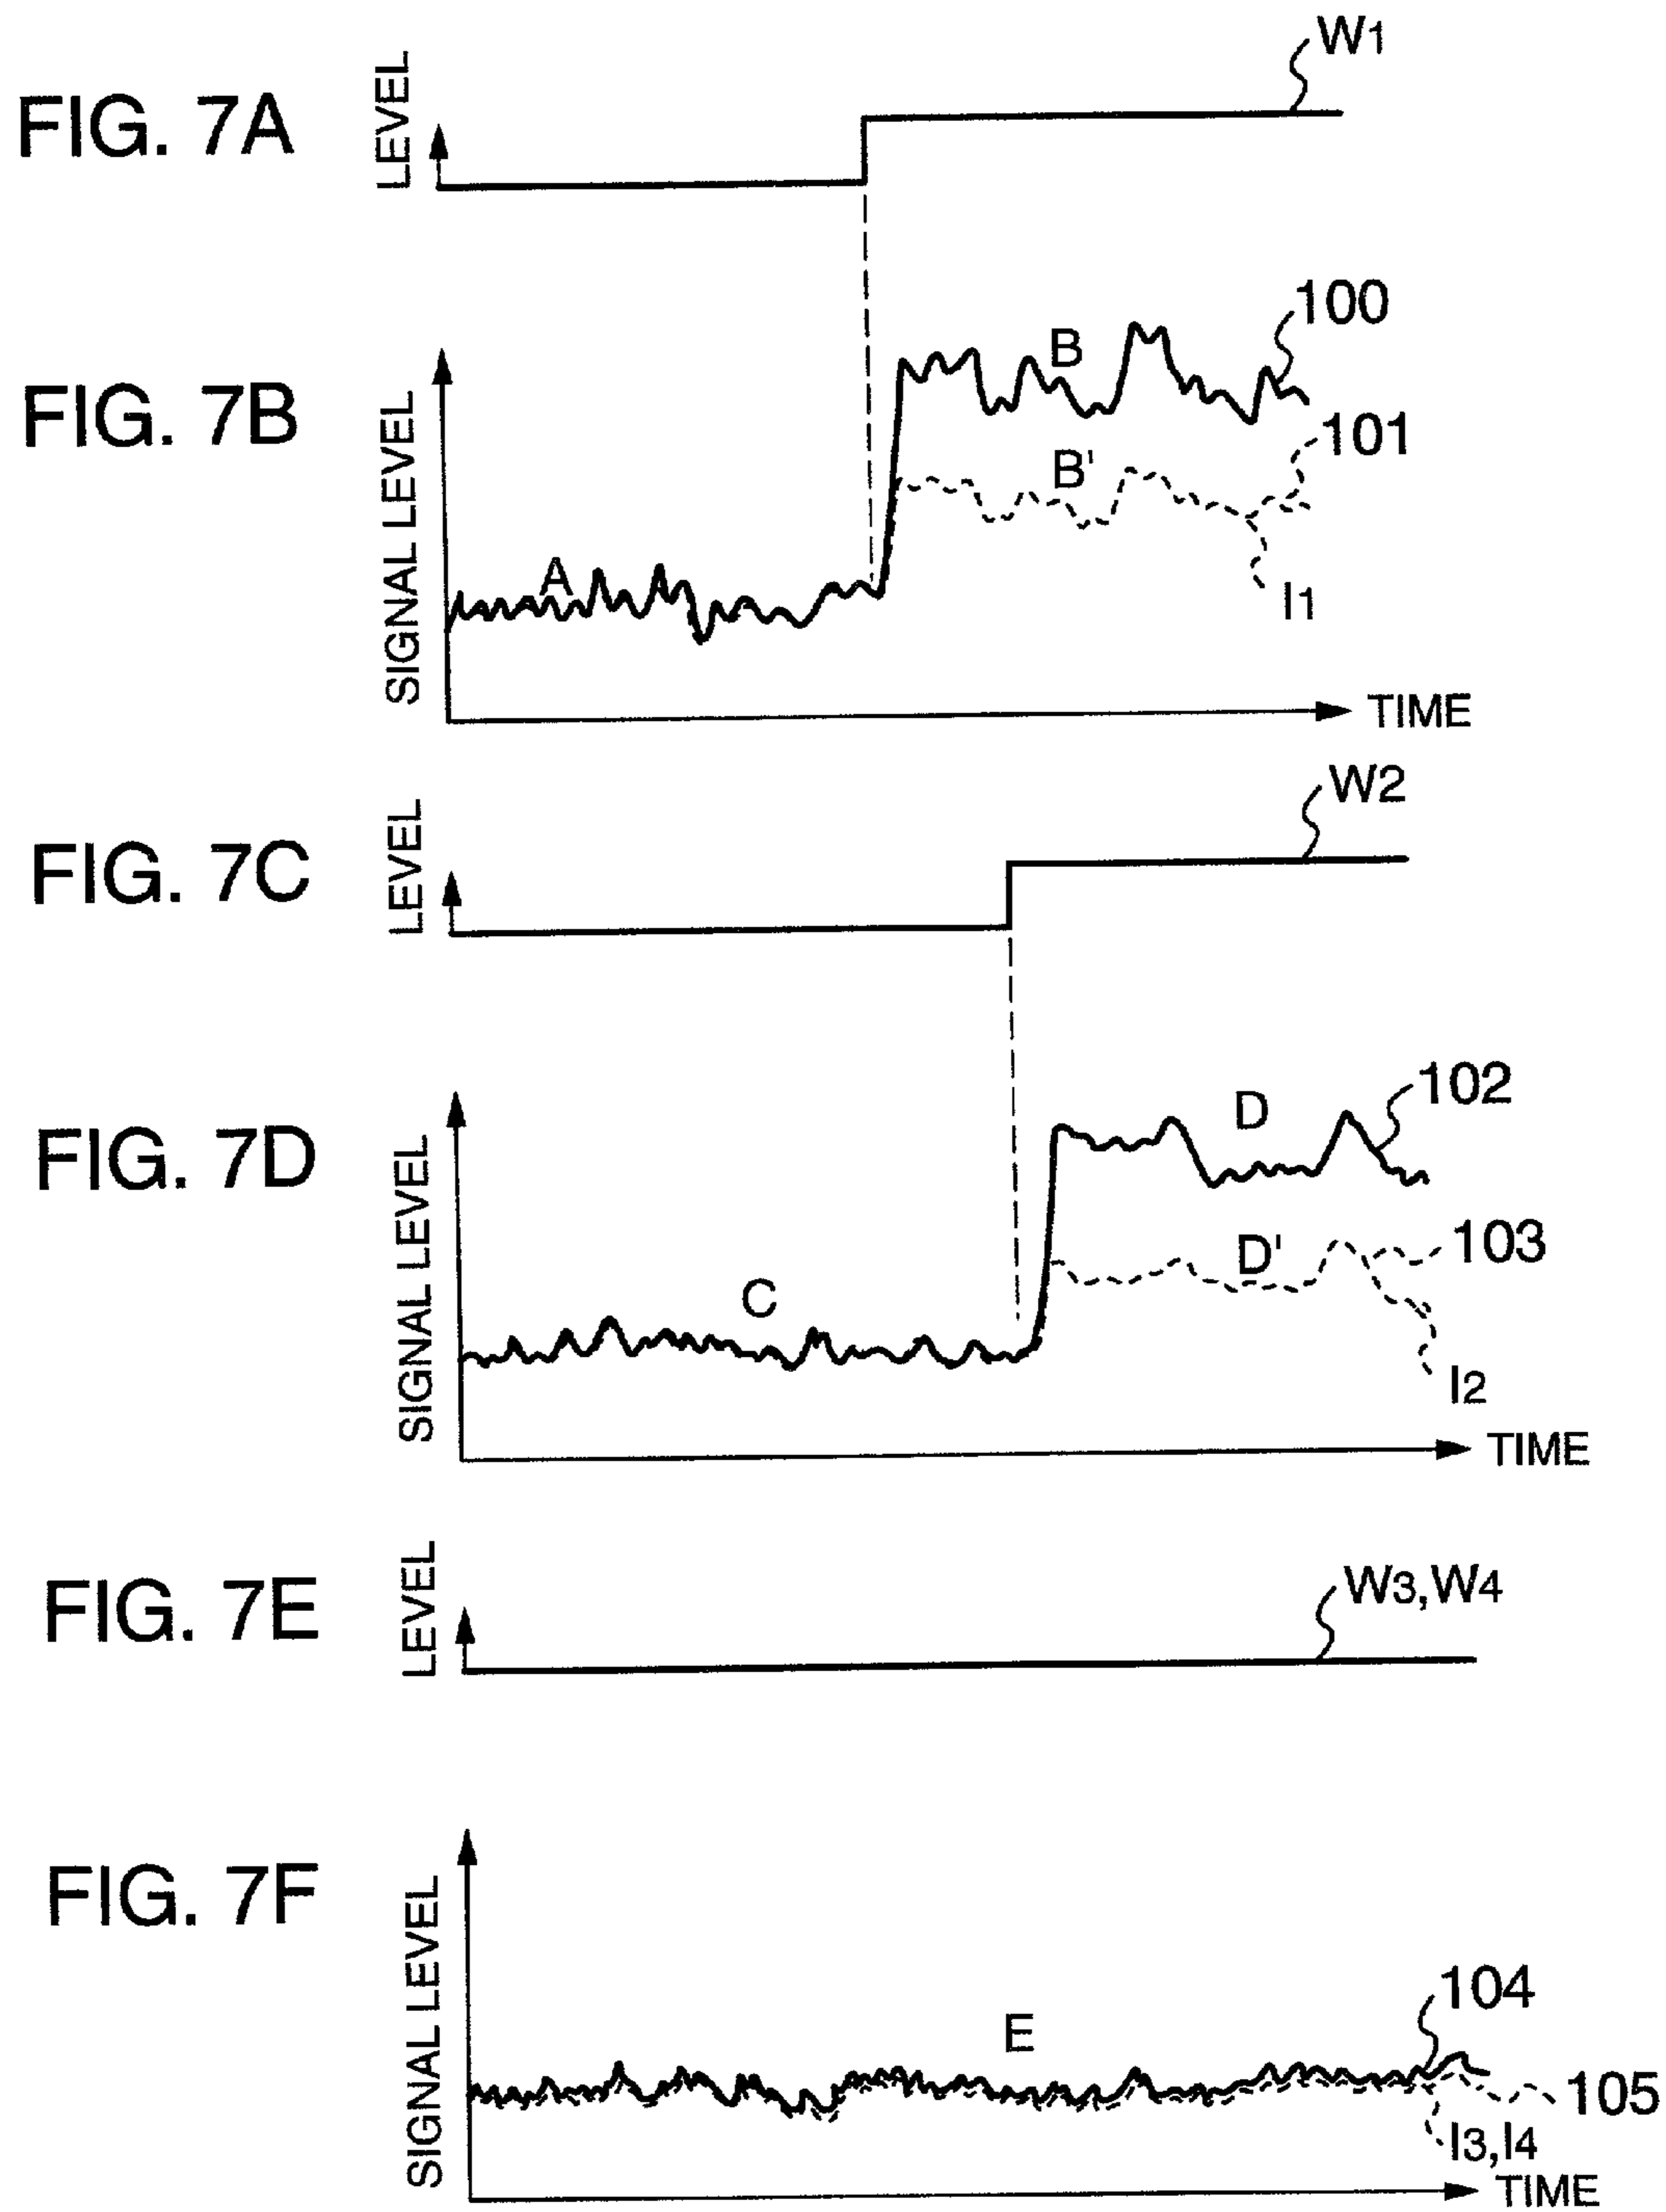 FIG. 7A
LEVEL
W1
FIG. 7B
SIGNAL LEVEL
A
B
100
B'
101
I1
TIME
FIG. 7C
LEVEL
W2
FIG. 7D
SIGNAL LEVEL
C
D
102
D'
103
I2
TIME
FIG. 7E
LEVEL
W3,W4
FIG. 7F
SIGNAL LEVEL
E
104
105
I3,I4
TIME